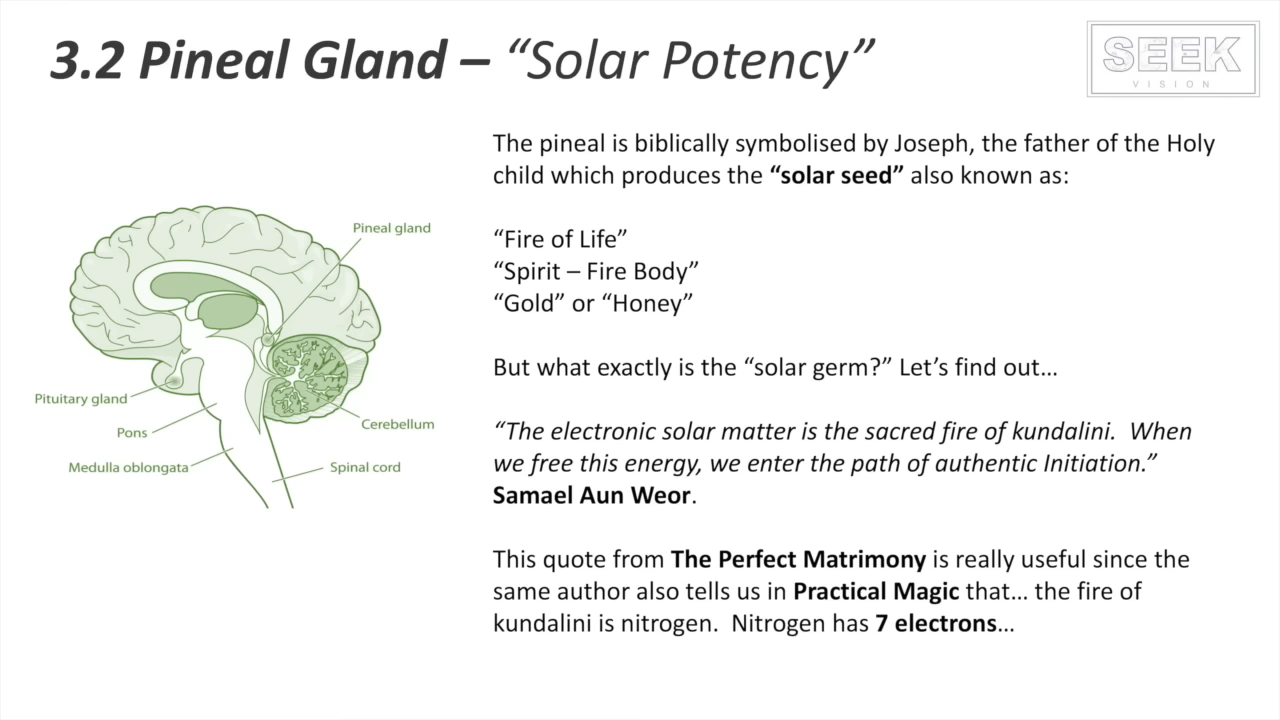 3.2 Pineal Gland – “Solar Potency”
SEEK
VISION
The pineal is biblically symbolised by Joseph, the father of the Holy
child which produces the “solar seed” also known as:
“Fire of Life”
“Spirit – Fire Body”
“Gold” or “Honey”
But what exactly is the “solar germ?” Let’s find out…
“The electronic solar matter is the sacred fire of kundalini.  When
we free this energy, we enter the path of authentic Initiation.”
Samael Aun Weor.
This quote from The Perfect Matrimony is really useful since the
same author also tells us in Practical Magic that… the fire of
kundalini is nitrogen.  Nitrogen has 7 electrons…
Pineal gland
Pituitary gland
Pons
Cerebellum
Medulla oblongata
Spinal cord